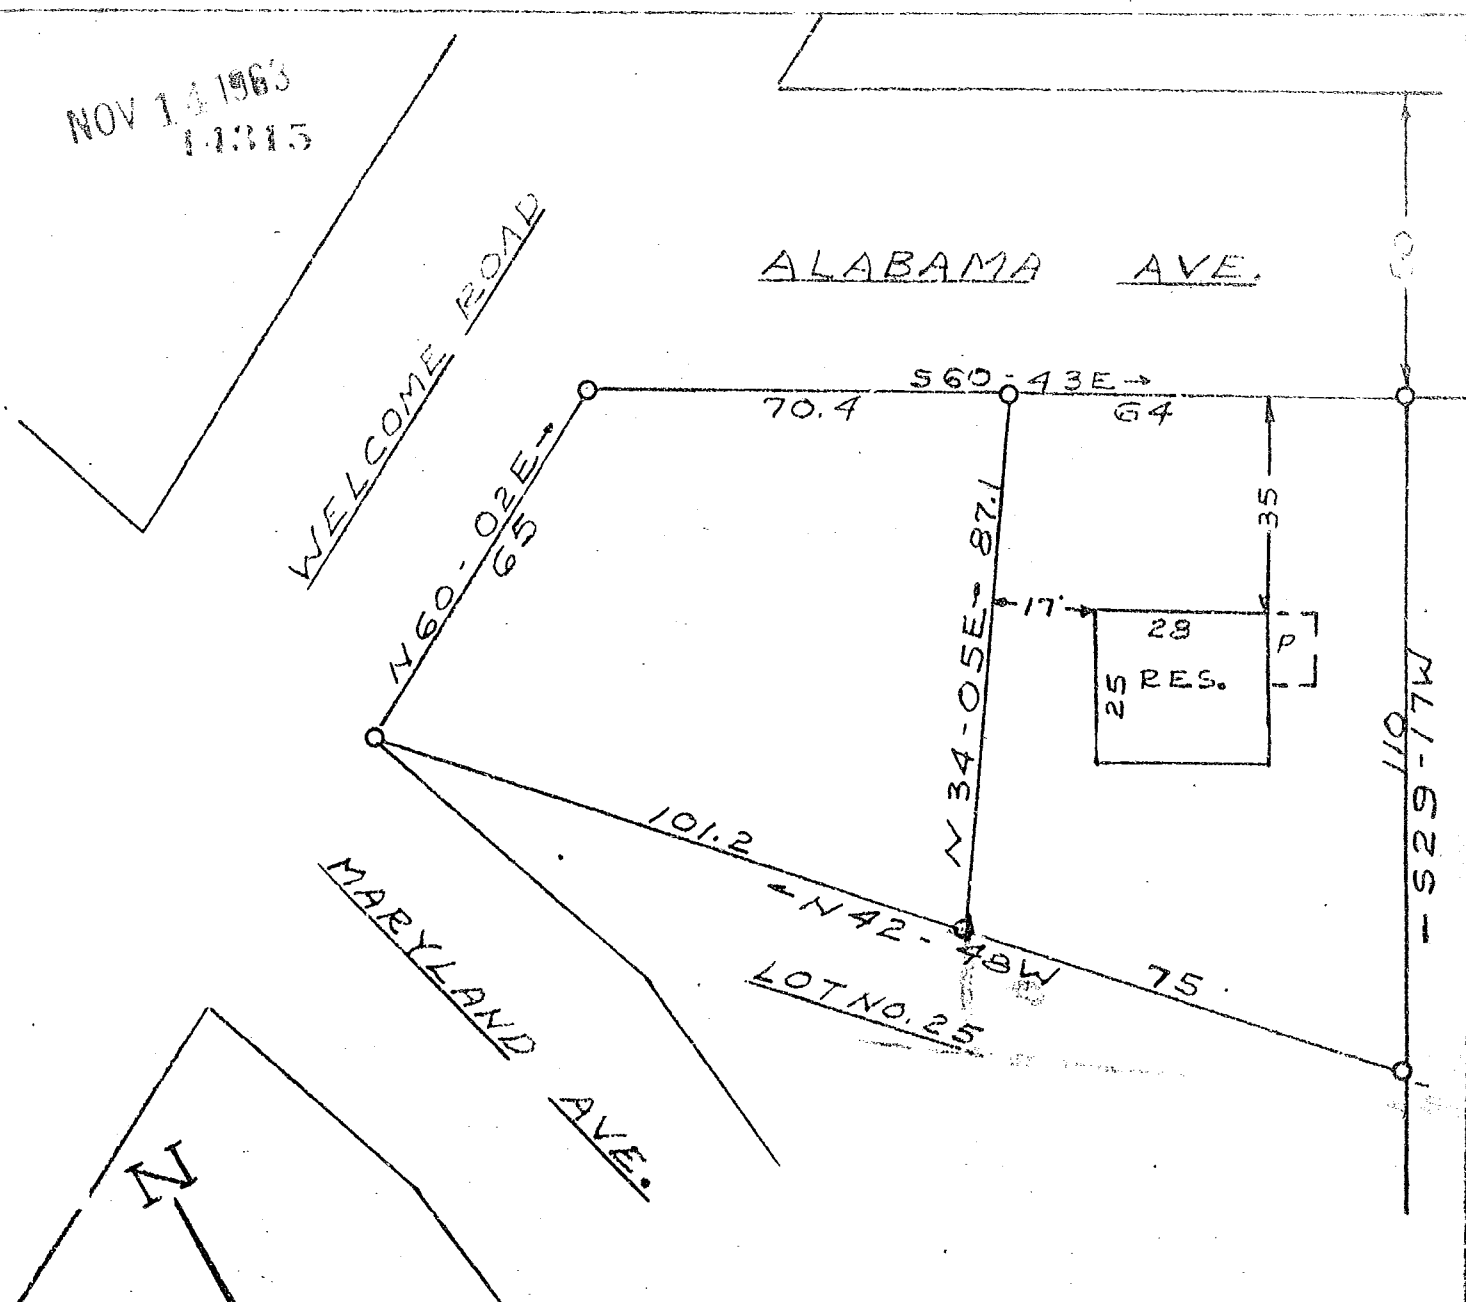 NOV 14 1963
14315
WELCOME ROAD
ALABAMA AVE.
S60-43E→
70.4
64
N60-02E→
65
N34-05E- 87.1
17'
35
28
P
25
RES.
110
-S29-17W
101.2
←N42-48W
75
LOT NO. 25
MARYLAND AVE.
N